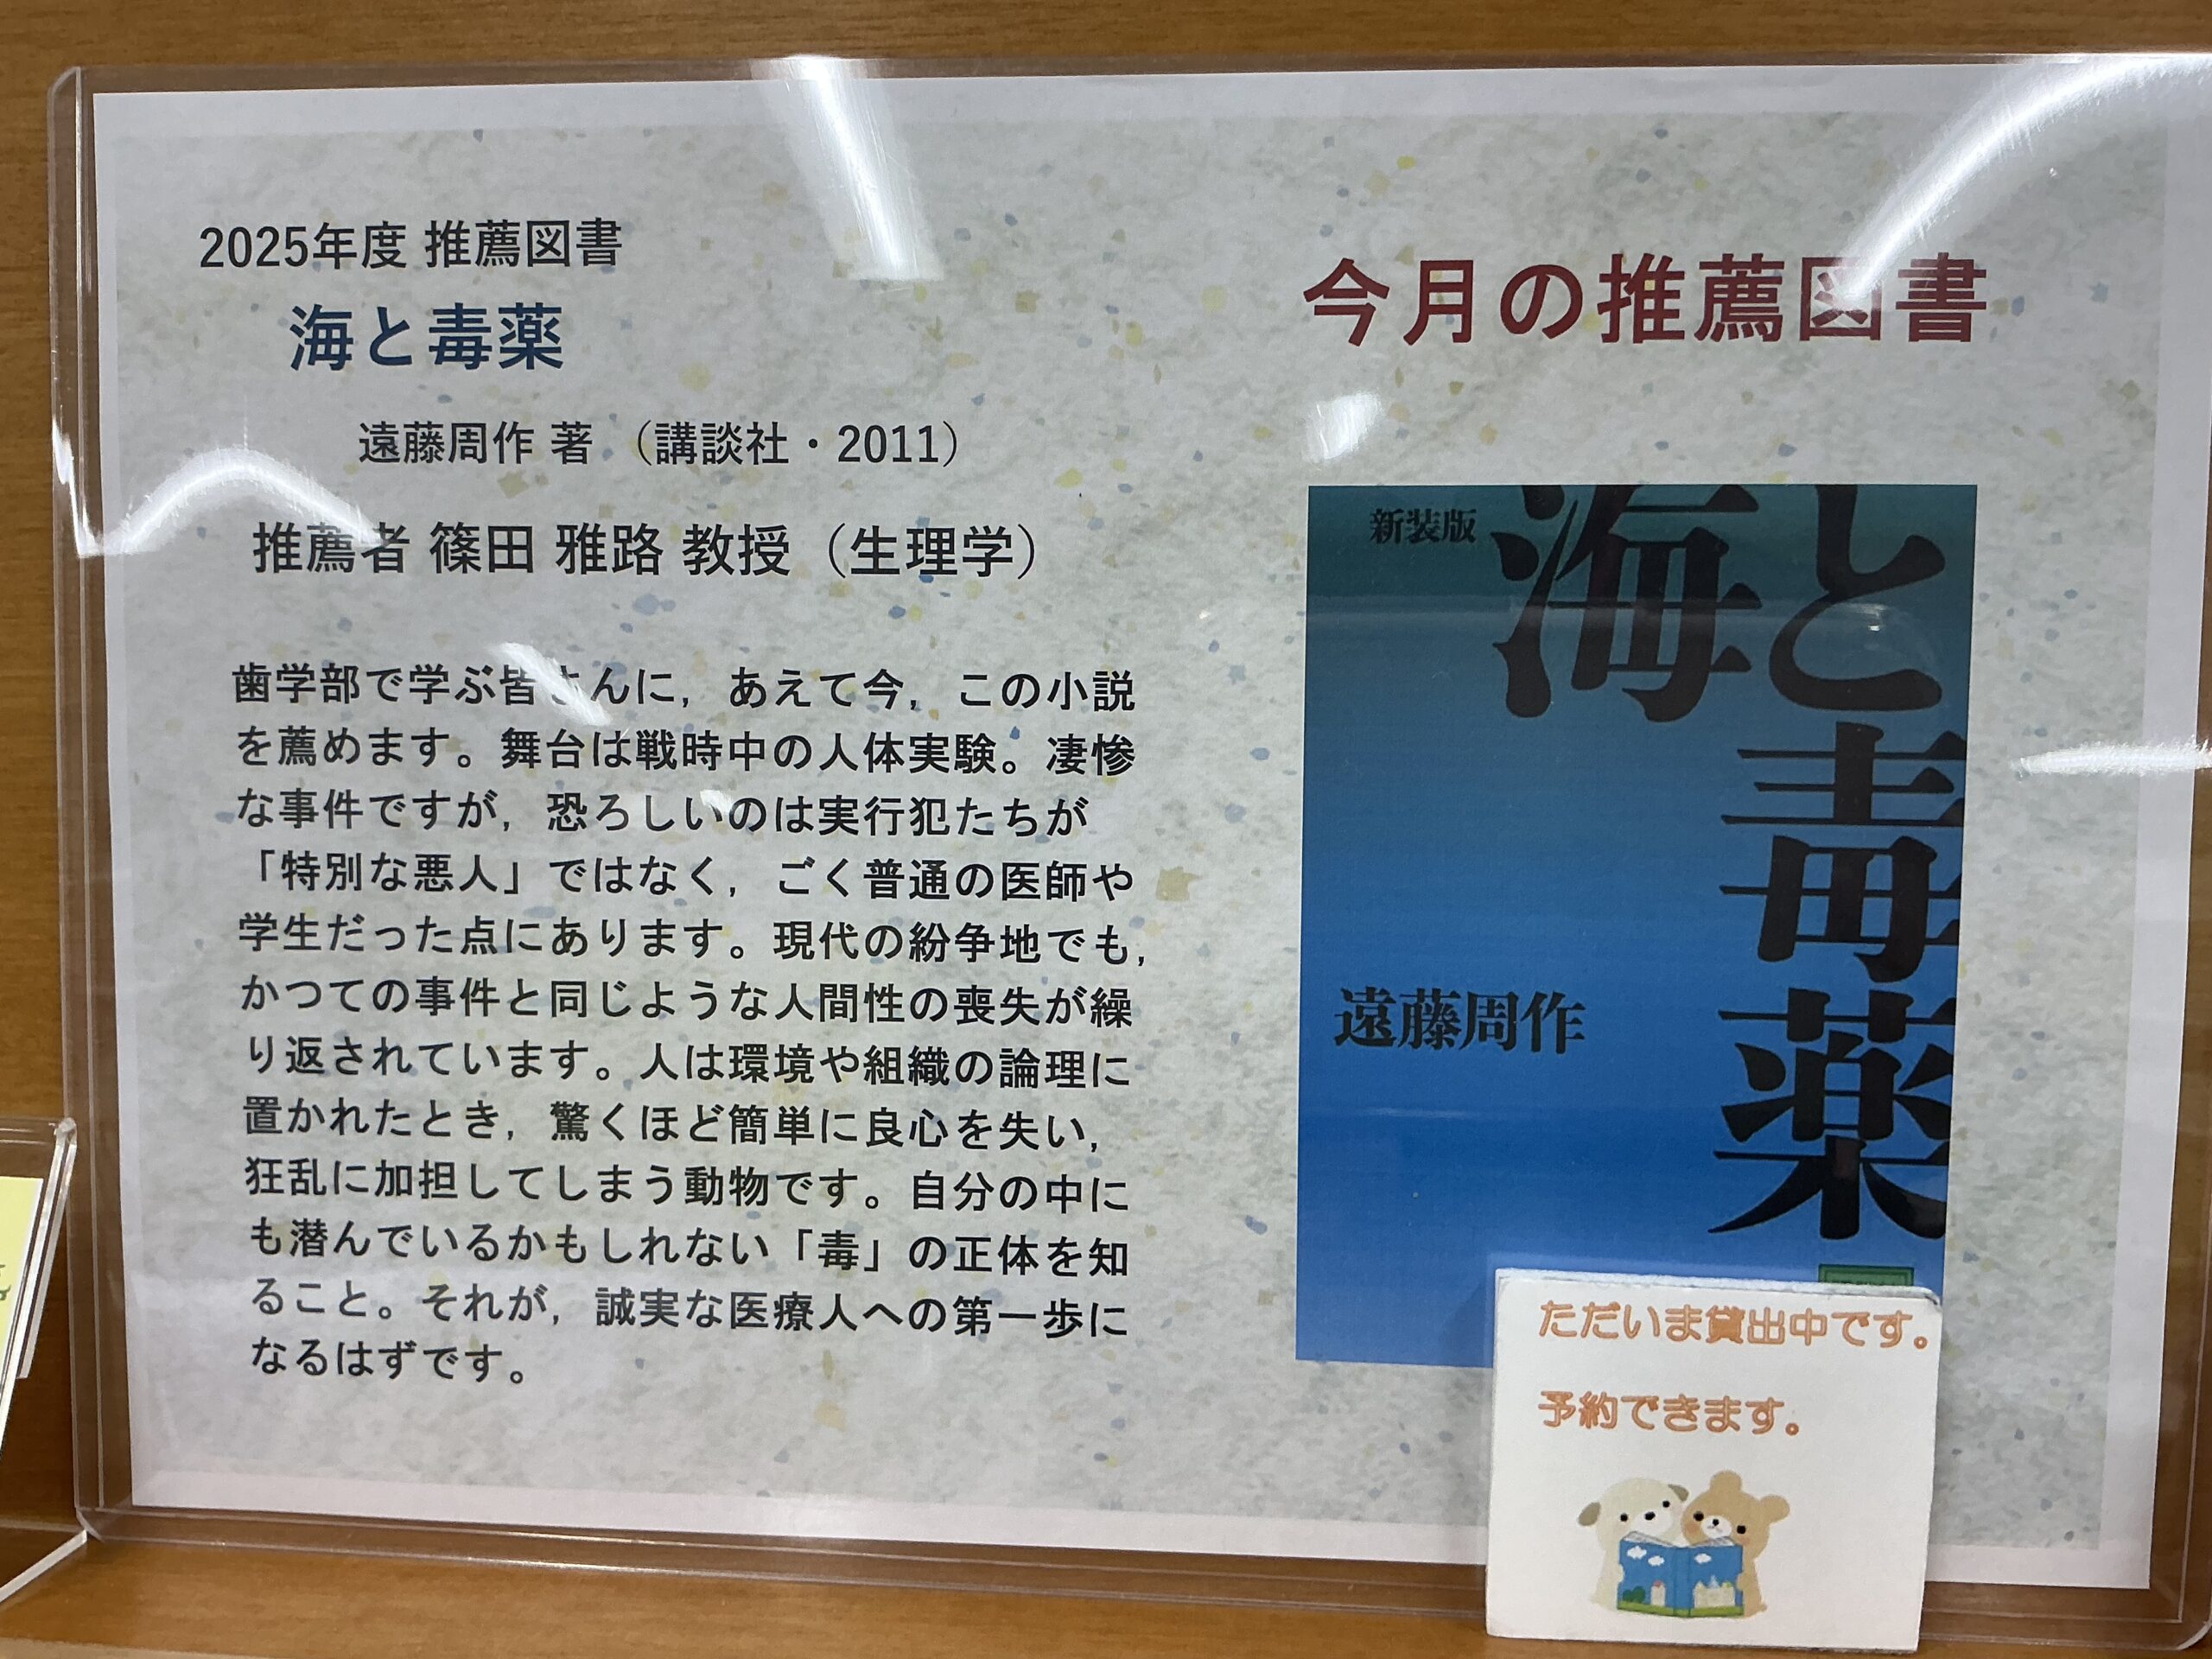 2025年度 推薦図書
海と毒薬
遠藤周作 著 （講談社・2011）
推薦者 篠田 雅路 教授（生理学）
歯学部で学ぶ皆さんに，あえて今，この小説
を薦めます。舞台は戦時中の人体実験。凄惨
な事件ですが，恐ろしいのは実行犯たちが
「特別な悪人」ではなく，ごく普通の医師や
学生だった点にあります。現代の紛争地でも，
かつての事件と同じような人間性の喪失が繰
り返されています。人は環境や組織の論理に
置かれたとき，驚くほど簡単に良心を失い，
狂乱に加担してしまう動物です。自分の中に
も潜んでいるかもしれない「毒」の正体を知
ること。それが，誠実な医療人への第一歩に
なるはずです。
今月の推薦図書
新装版
海と
毒
薬
遠藤周作
ただいま貸出中です。
予約できます。